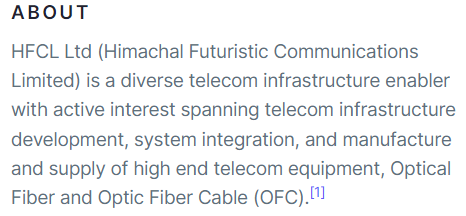 ABOUT
HFCL Ltd (Himachal Futuristic Communications
Limited) is a diverse telecom infrastructure enabler
with active interest spanning telecom infrastructure
development, system integration, and manufacture
and supply of high end telecom equipment, Optical
Fiber and Optic Fiber Cable (OFC).[1]